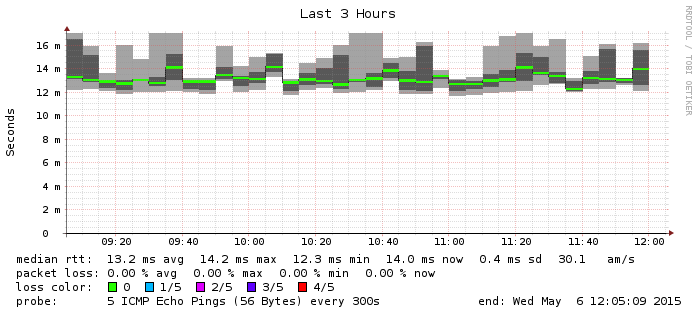 Last 3 Hours
RRDTOOL / TOBI OETIKER
Seconds
16 m
14 m
12 m
10 m
8 m
6 m
4 m
2 m
0
09:20 09:40 10:00 10:20 10:40 11:00 11:20 11:40 12:00
median rtt: 13.2 ms avg 14.2 ms max 12.3 ms min 14.0 ms now 0.4 ms sd 30.1 am/s
packet loss: 0.00 % avg 0.00 % max 0.00 % min 0.00 % now
loss color: 0 1/5 2/5 3/5 4/5
probe: 5 ICMP Echo Pings (56 Bytes) every 300s end: Wed May 6 12:05:09 2015